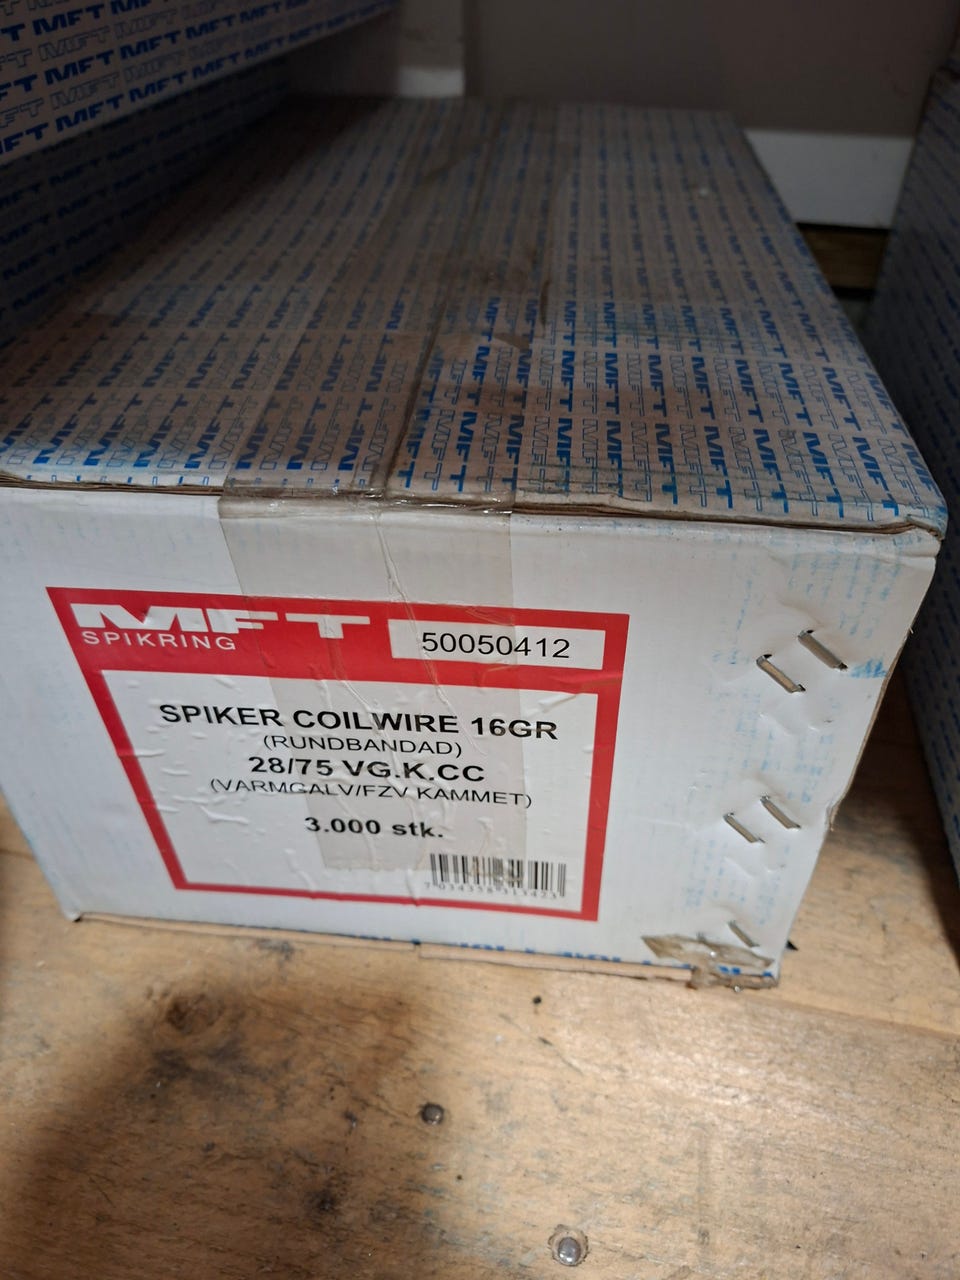 MFT
SPIKRING
50050412
SPIKER COILWIRE 16GR
(RUNDBANDAD)
28/75 VG.K.CC
(VARMGALV/FZV KAMMET)
3.000 stk.